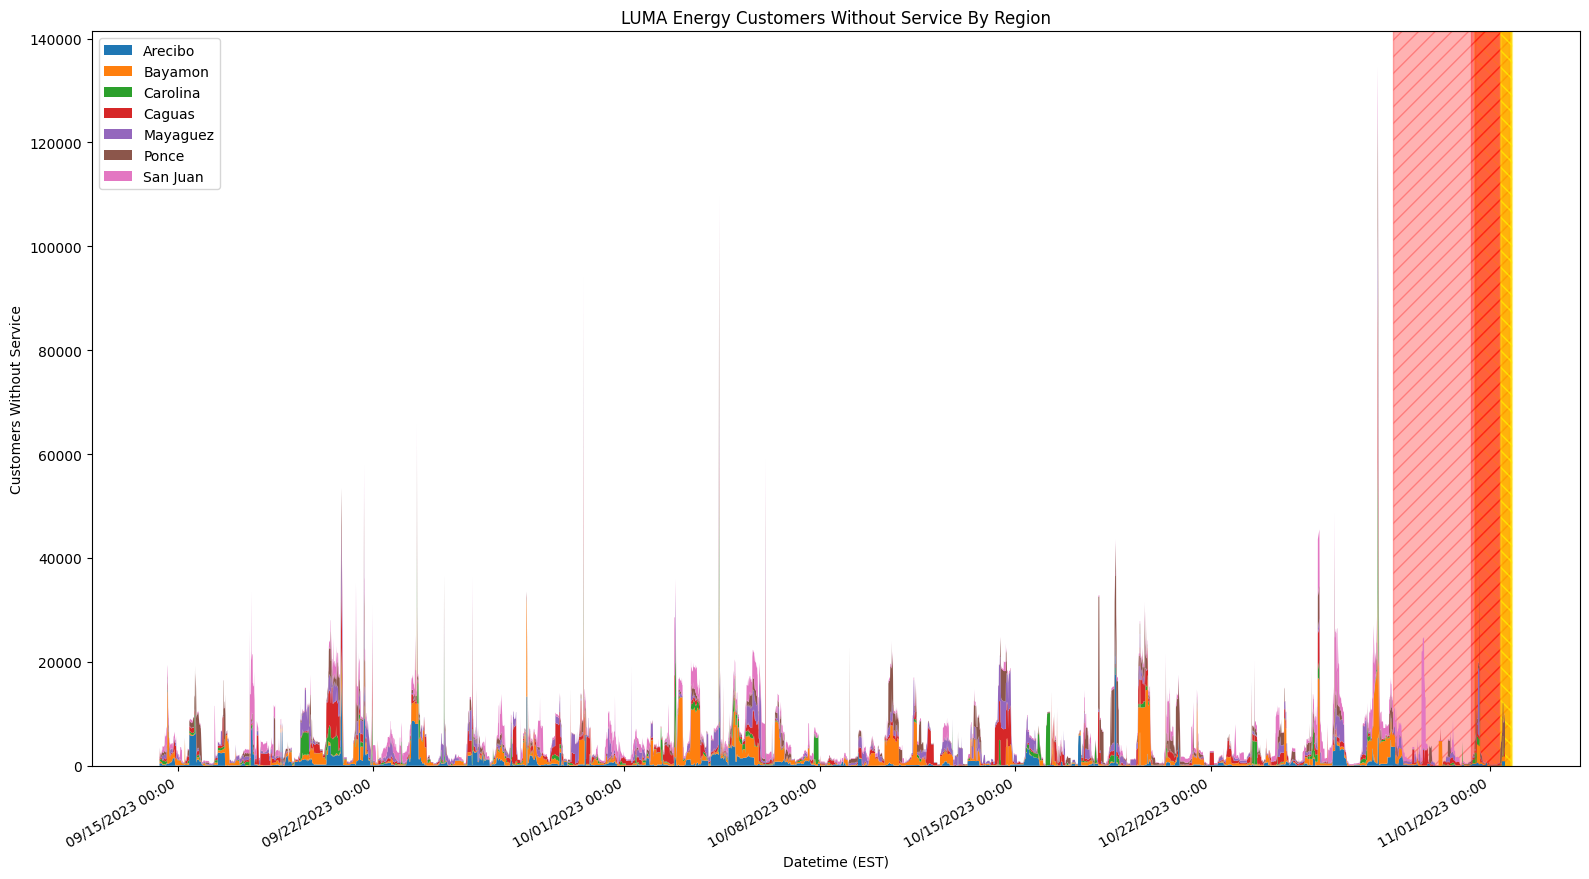 LUMA Energy Customers Without Service By Region
140000
120000
100000
80000
60000
40000
20000
0
Customers Without Service
Arecibo
Bayamon
Carolina
Caguas
Mayaguez
Ponce
San Juan
09/15/2023 00:00
09/22/2023 00:00
10/01/2023 00:00
10/08/2023 00:00
10/15/2023 00:00
10/22/2023 00:00
11/01/2023 00:00
Datetime (EST)